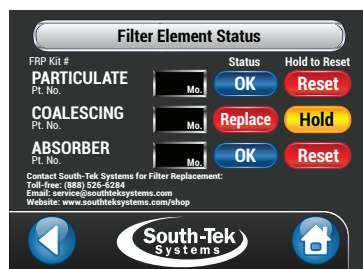 Filter Element Status
FRP Kit # Status Hold to Reset
PARTICULATE
Pt. No. Mo. OK Reset
COALESCING
Pt. No. Mo. Replace Hold
ABSORBER
Pt. No. Mo. OK Reset
Contact South-Tek Systems for Filter Replacement:
Toll-free: (888) 526-6284
Email: service@southteksystems.com
Website: www.southteksystems.com/shop
South-Tek
Systems